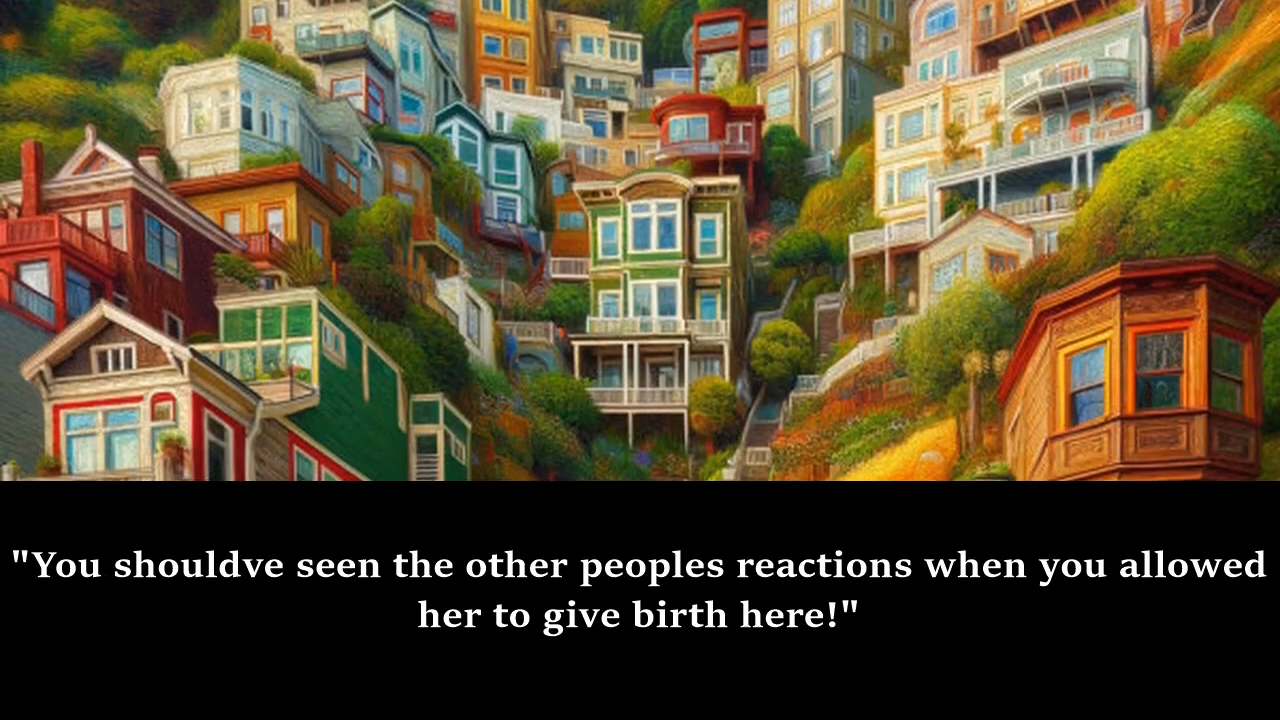 "You shouldve seen the other peoples reactions when you allowed
her to give birth here!"